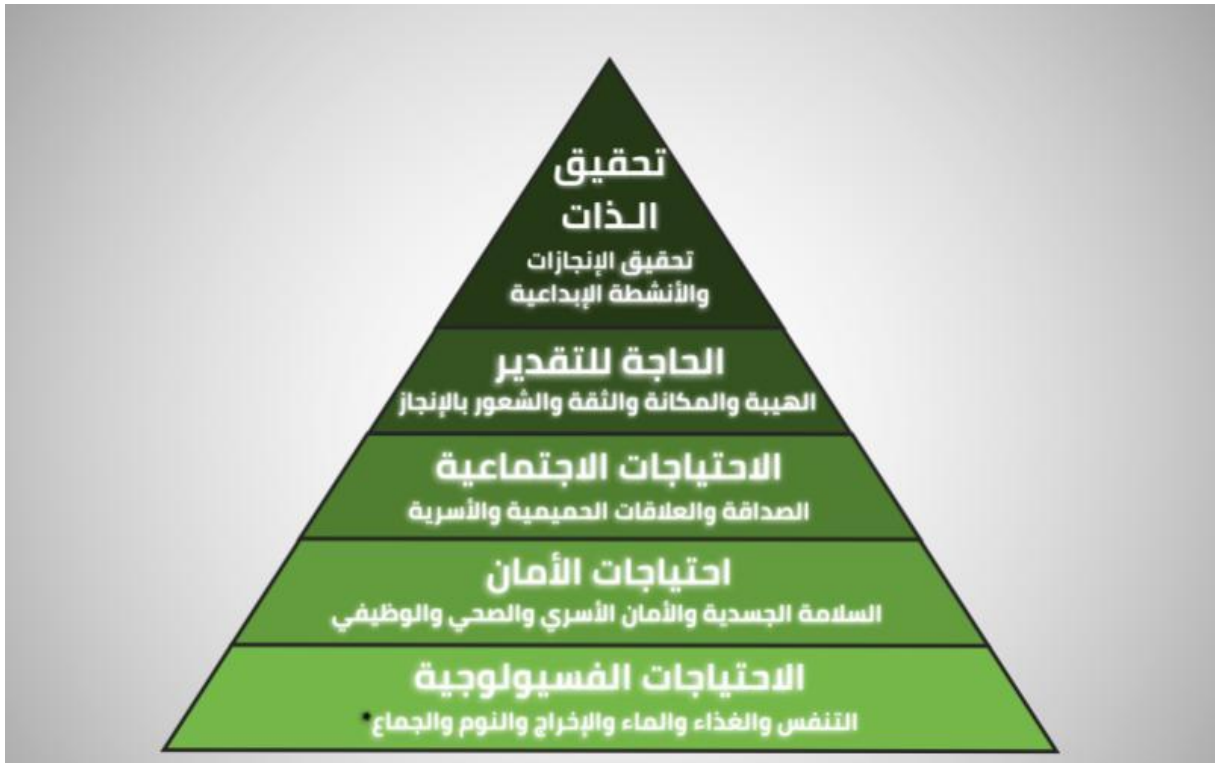 تحقيق
الـذات
تحقيق الإنجازات
والأنشطة الإبداعية
الحاجة للتقدير
الهيبة والمكانة والثقة والشعور بالإنجاز
الاحتياجات الاجتماعية
الصداقة والعلاقات الحميمية والأسرية
احتياجات الأمان
السلامة الجسدية والأمان الأسري والصحي والوظيفي
الاحتياجات الفسيولوجية
التنفس والغذاء والماء والإخراج والنوم والجماع